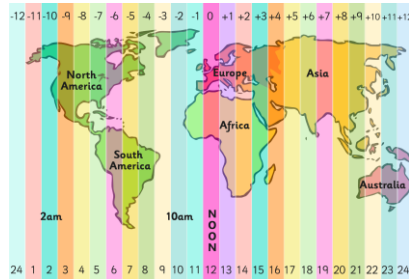 -12 -11 -10 -9 -8 -7 -6 -5 -4 -3 -2 -1 0 +1 +2 +3 +4 +5 +6 +7 +8 +9 +10 +11 +12
North
America
Europe
Asia
Africa
South
America
Australia
2am 10am NOON
24 1 2 3 4 5 6 7 8 9 10 11 12 13 14 15 16 17 18 19 20 21 22 23 24